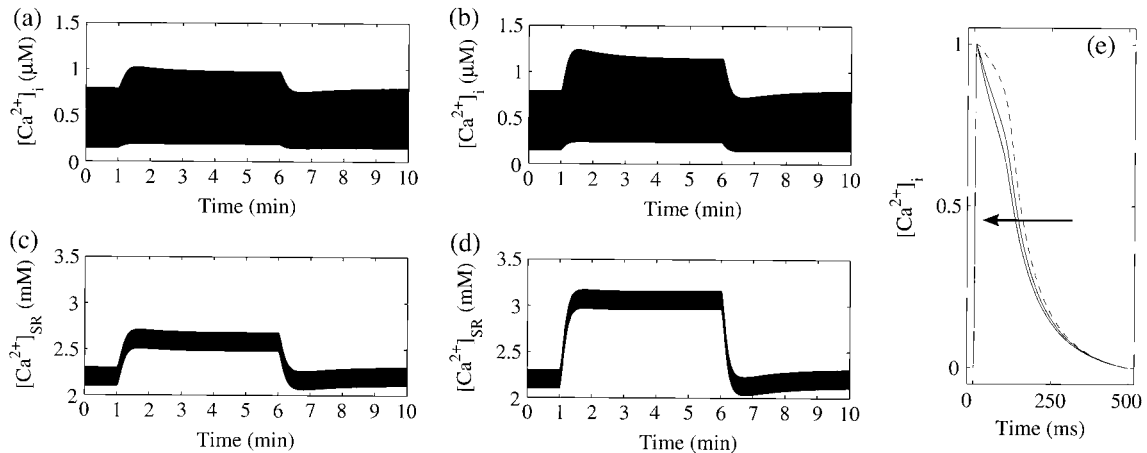 (a)
1.5
1
0.5
0
[Ca2+]i (μM)
0 1 2 3 4 5 6 7 8 9 10
Time (min)
(b)
1.5
1
0.5
0
[Ca2+]i (μM)
0 1 2 3 4 5 6 7 8 9 10
Time (min)
(c)
3.5
3
2.5
2
[Ca2+]SR (mM)
0 1 2 3 4 5 6 7 8 9 10
Time (min)
(d)
3.5
3
2.5
2
[Ca2+]SR (mM)
0 1 2 3 4 5 6 7 8 9 10
Time (min)
(e)
1
0.5
0
[Ca2+]i
0 250 500
Time (ms)